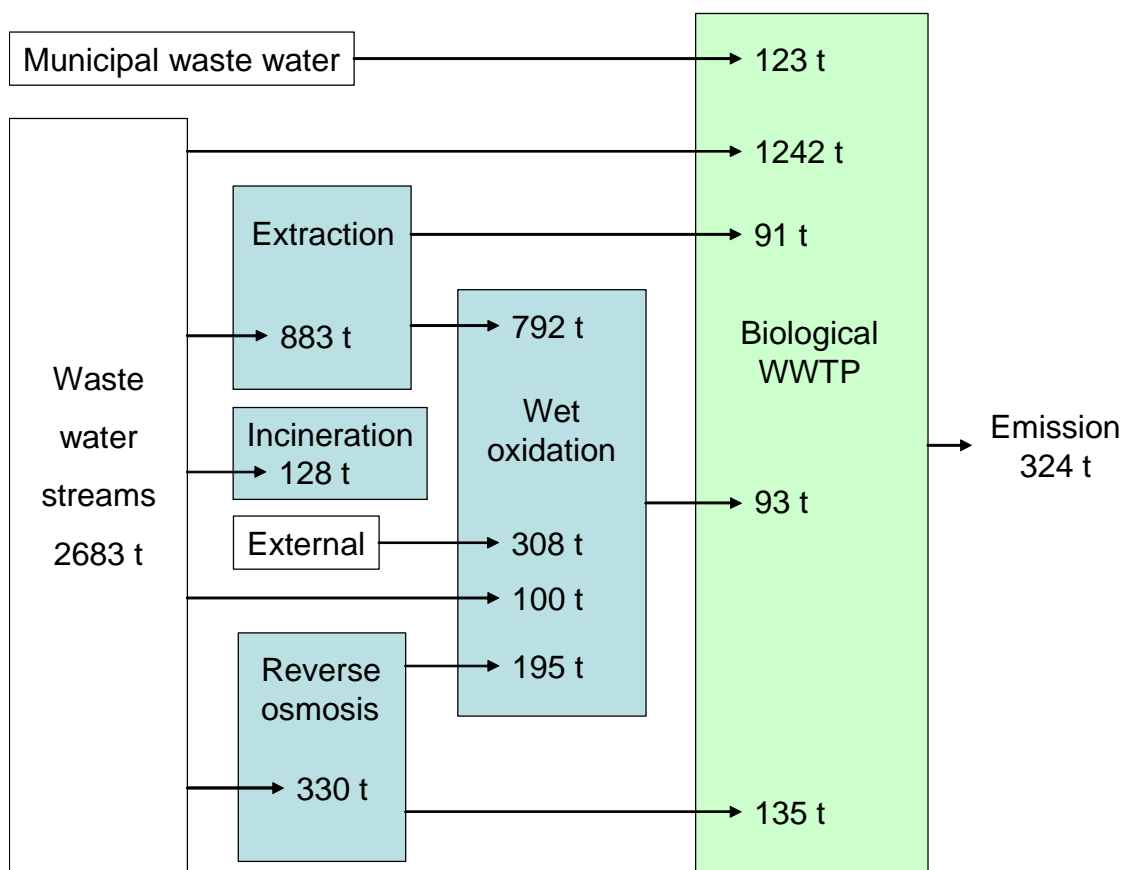 Municipal waste water
123 t
1242 t
Extraction
91 t
883 t
792 t
Biological
WWTP
Waste
water
streams
2683 t
Incineration
128 t
Wet
oxidation
Emission
324 t
93 t
External
308 t
100 t
Reverse
osmosis
195 t
330 t
135 t